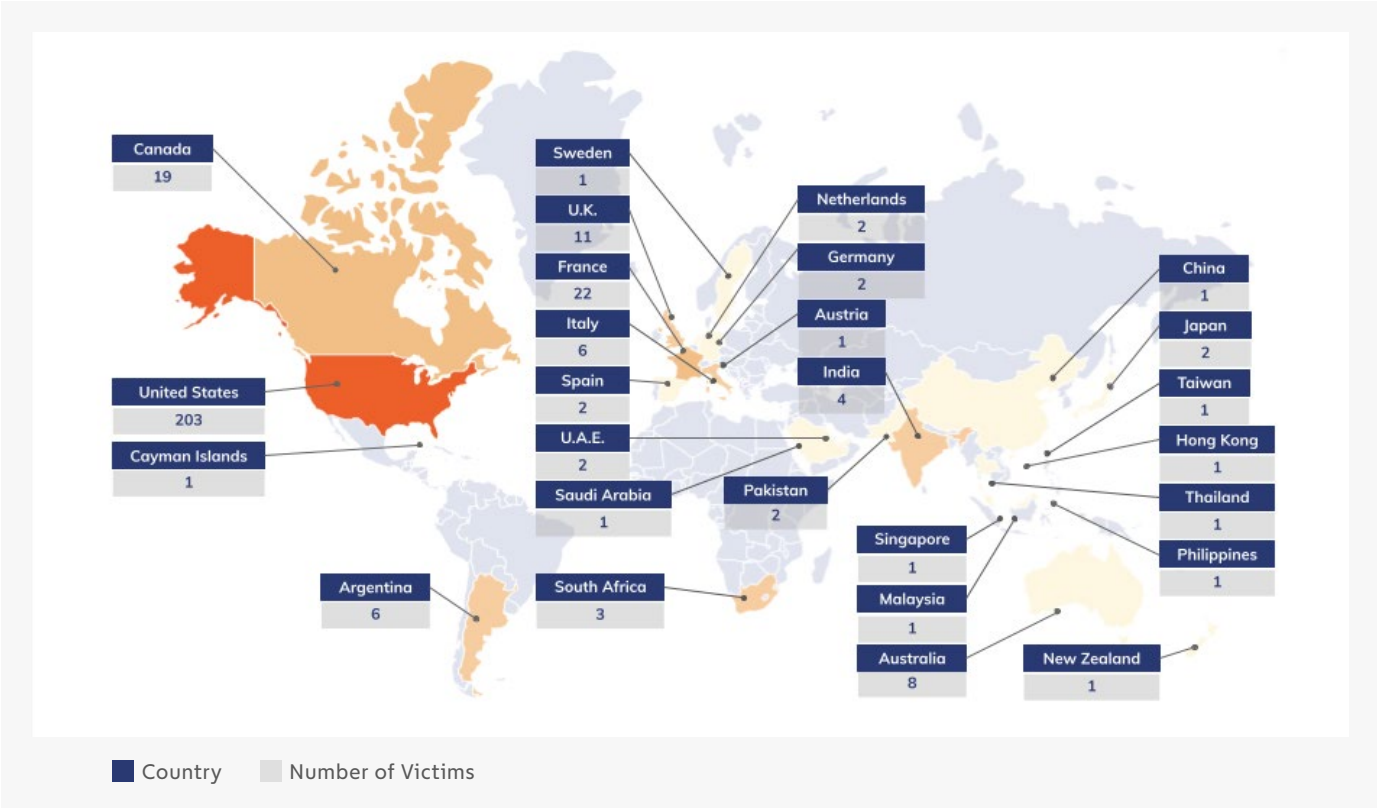 Canada
19
United States
203
Cayman Islands
1
Argentina
6
Sweden
1
U.K.
11
France
22
Italy
6
Spain
2
U.A.E.
2
Saudi Arabia
1
South Africa
3
Netherlands
2
Germany
2
Austria
1
India
4
Pakistan
2
Singapore
1
Malaysia
1
Australia
8
China
1
Japan
2
Taiwan
1
Hong Kong
1
Thailand
1
Philippines
1
New Zealand
1
Country
Number of Victims